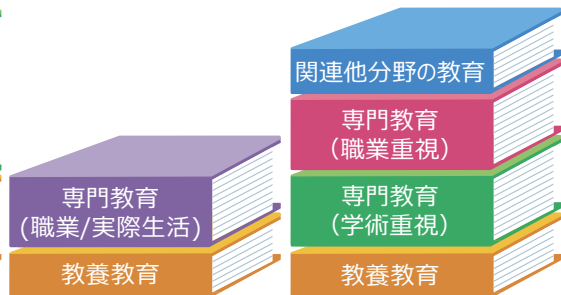 専門教育
(職業/実際生活)
教養教育
関連他分野の教育
専門教育
(職業重視)
専門教育
(学術重視)
教養教育